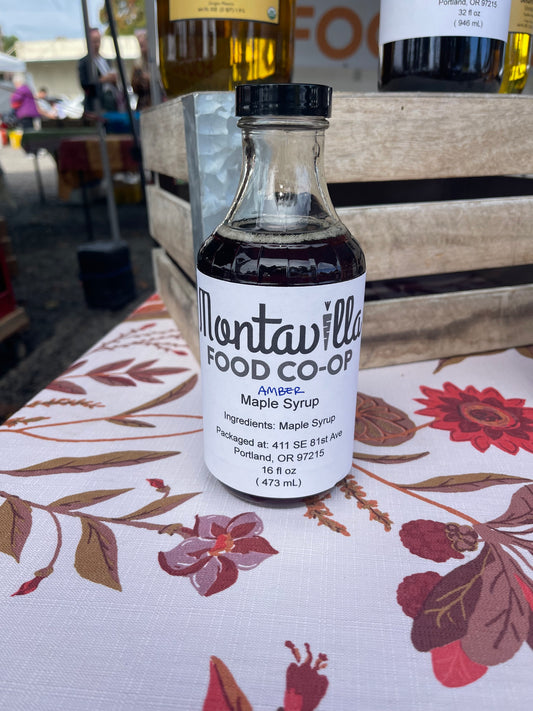 Portland, OR 97215
32 fl oz
( 946 mL)
FOO
Montavilla
FOOD CO-OP
AMBER
Maple Syrup
Ingredients: Maple Syrup
Packaged at: 411 SE 81st Ave
Portland, OR 97215
16 fl oz
( 473 mL)